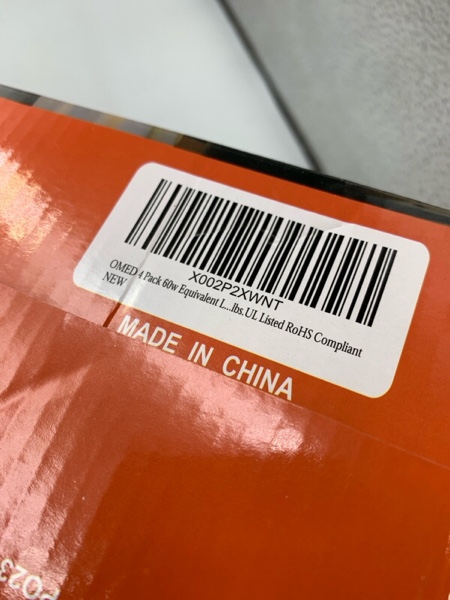 X002P2XWNT
OMED 4 Pack 60w Equivalent L...lbs.UL Listed RoHS Compliant
NEW
MADE IN CHINA